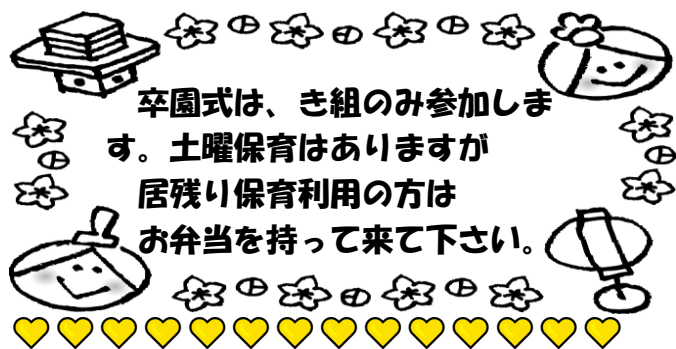 卒園式は、き組のみ参加しま
す。土曜保育はありますが
居残り保育利用の方は
お弁当を持って来て下さい。